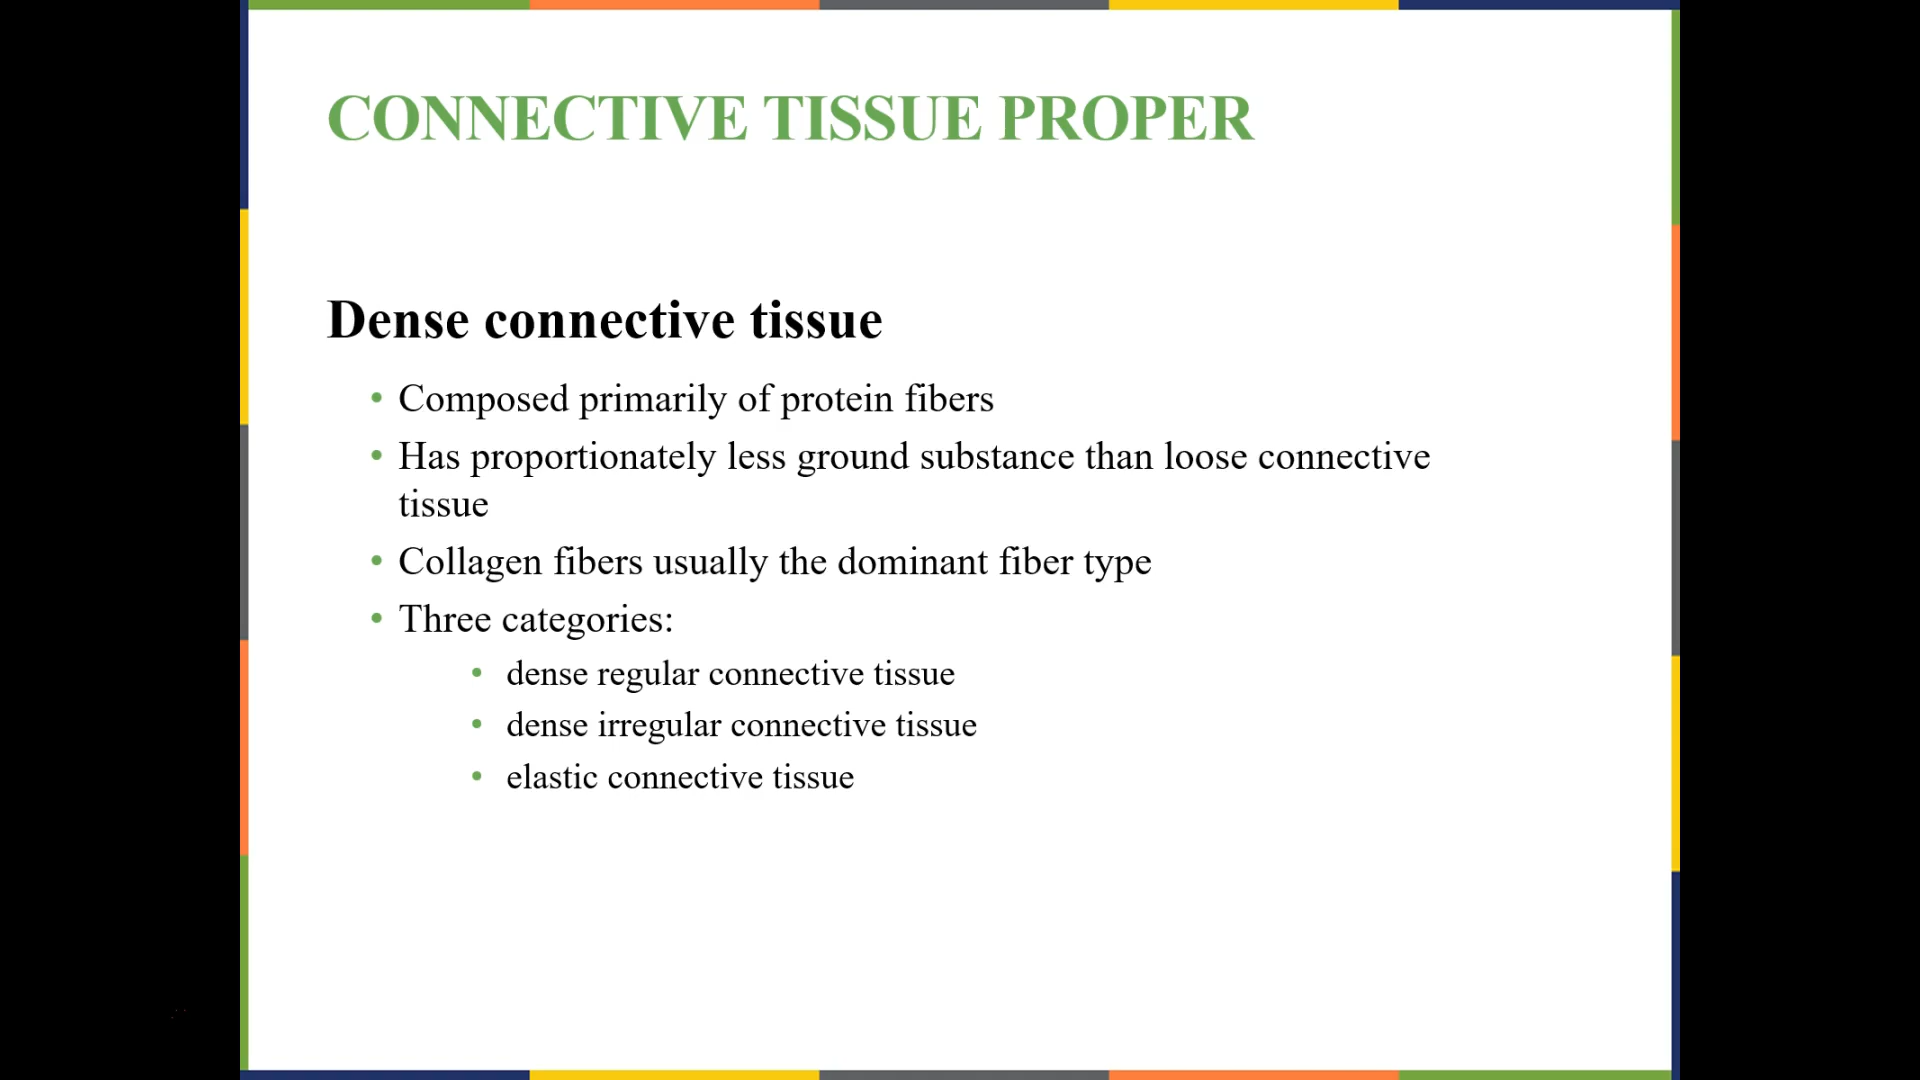 CONNECTIVE TISSUE PROPER
Dense connective tissue
• Composed primarily of protein fibers
• Has proportionately less ground substance than loose connective
tissue
• Collagen fibers usually the dominant fiber type
• Three categories:
• dense regular connective tissue
• dense irregular connective tissue
• elastic connective tissue